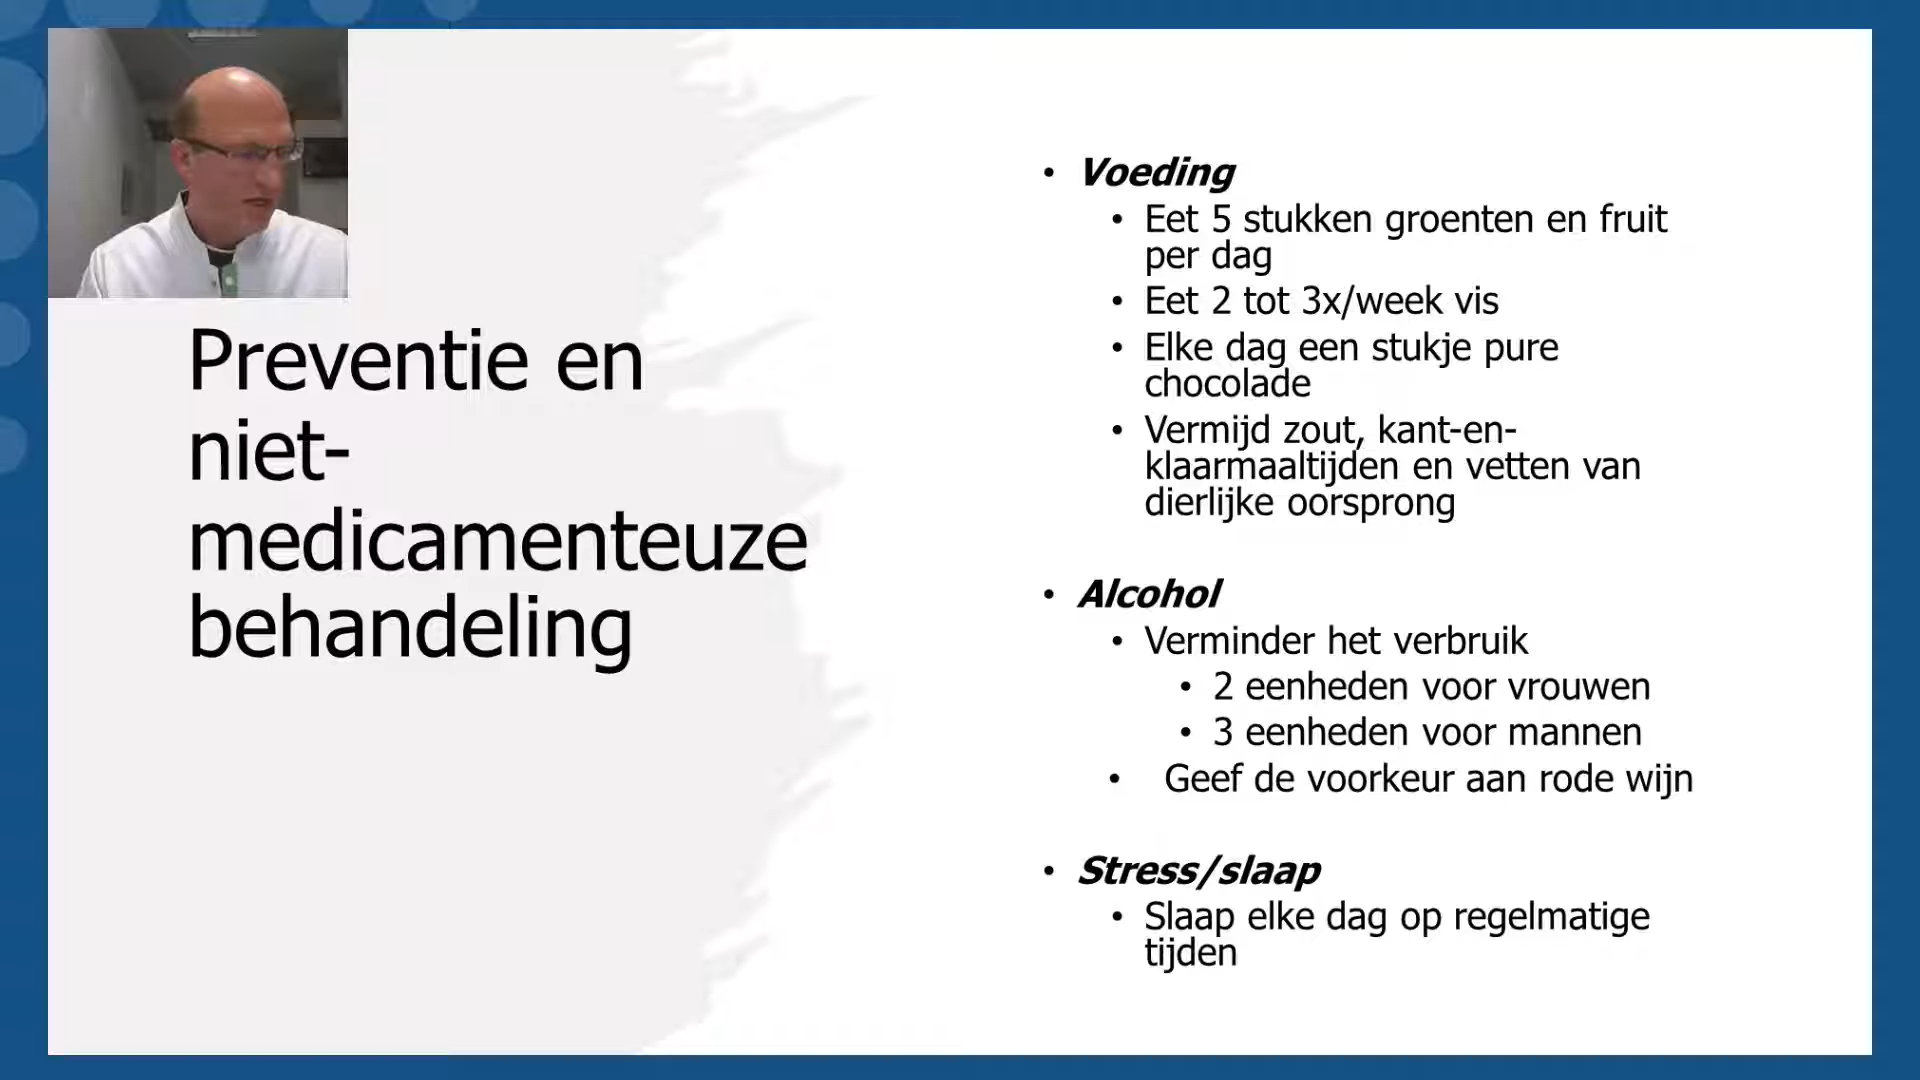 Preventie en
niet-
medicamenteuze
behandeling
• Voeding
• Eet 5 stukken groenten en fruit
per dag
• Eet 2 tot 3x/week vis
• Elke dag een stukje pure
chocolade
• Vermijd zout, kant-en-
klaarmaaltijden en vetten van
dierlijke oorsprong
• Alcohol
• Verminder het verbruik
• 2 eenheden voor vrouwen
• 3 eenheden voor mannen
• Geef de voorkeur aan rode wijn
• Stress/slaap
• Slaap elke dag op regelmatige
tijden